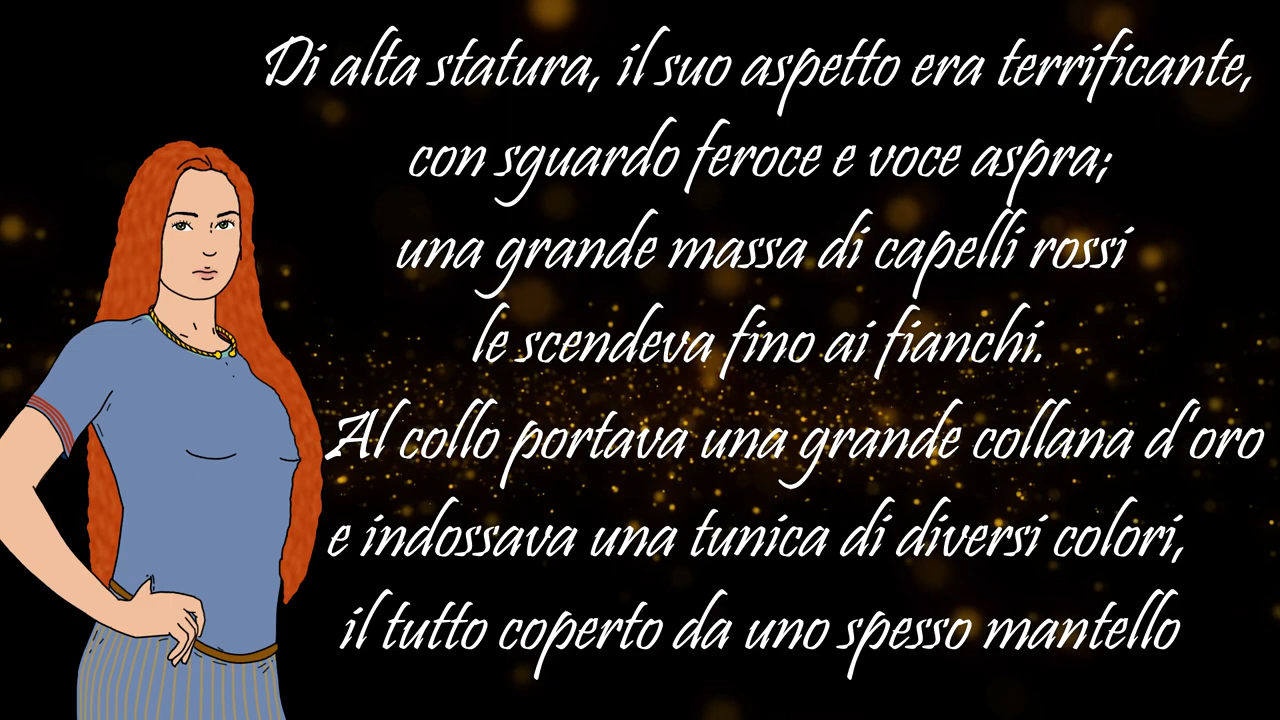 Di alta statura, il suo aspetto era terrificante,
con sguardo feroce e voce aspra;
una grande massa di capelli rossi
le scendeva fino ai fianchi.
Al collo portava una grande collana d'oro
e indossava una tunica di diversi colori,
il tutto coperto da uno spesso mantello